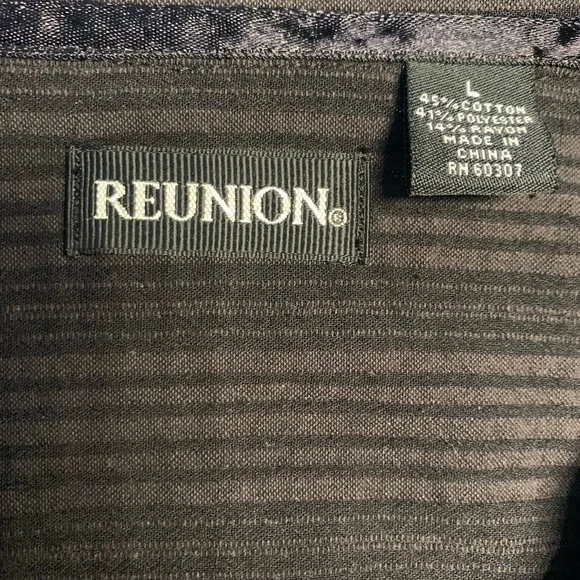 REUNION®
L
45% COTTON
41% POLYESTER
14% RAYON
MADE IN
CHINA
RN 60307